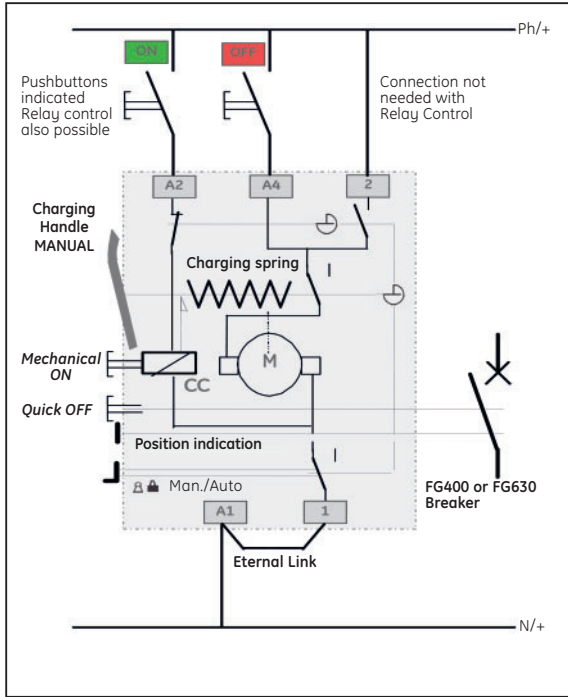 Ph/+
ON
OFF
Pushbuttons
indicated
Relay control
also possible
Connection not
needed with
Relay Control
A2
A4
2
Charging
Handle
MANUAL
Charging spring
I
M
Mechanical
ON
CC
Quick OFF
Position indication
I
Man./Auto
FG400 or FG630
Breaker
A1
1
Eternal Link
N/+